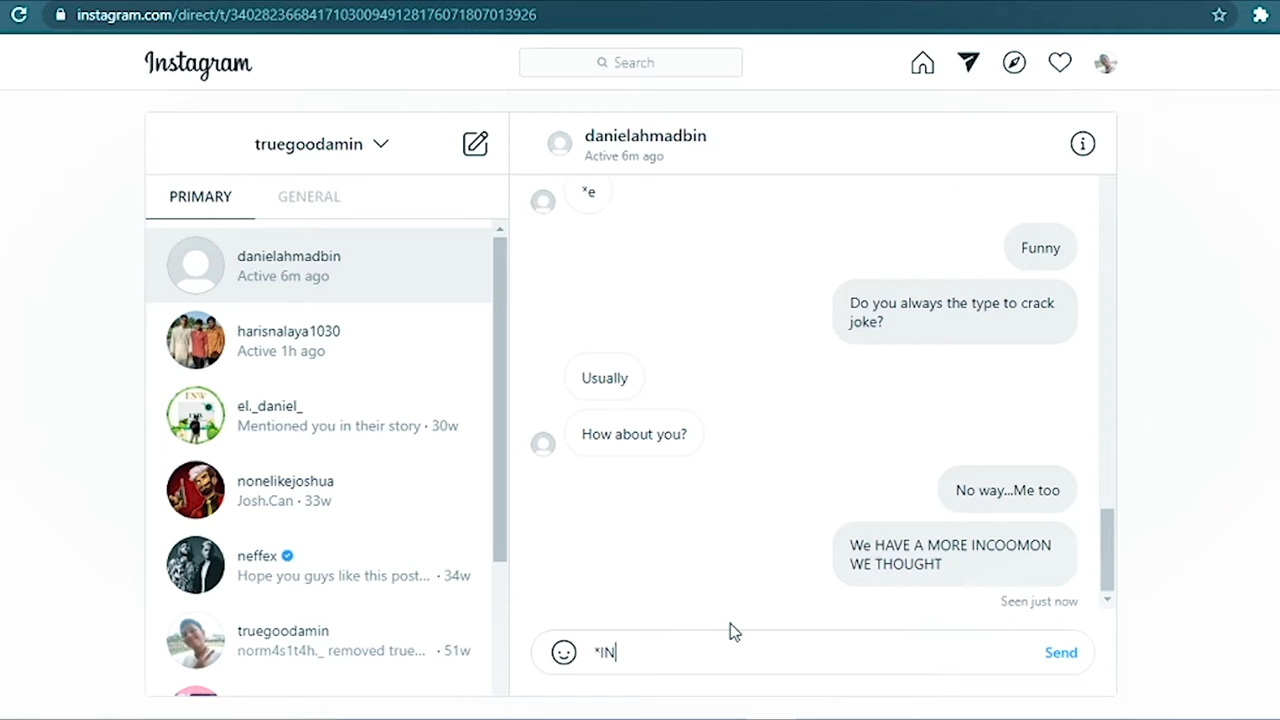 instagram.com/direct/t/340282366841710300949128176071807013926
Instagram
Search
truegoodamin
PRIMARY
GENERAL
danielahmadbin
Active 6m ago
harisnalaya1030
Active 1h ago
el._daniel_
Mentioned you in their story · 30w
nonelikejoshua
Josh.Can · 33w
neffex
Hope you guys like this post... · 34w
truegoodamin
norm4s1t4h._ removed true... · 51w
danielahmadbin
Active 6m ago
*e
Funny
Do you always the type to crack
joke?
Usually
How about you?
No way...Me too
We HAVE A MORE INCOOMON
WE THOUGHT
Seen just now
*IN
Send